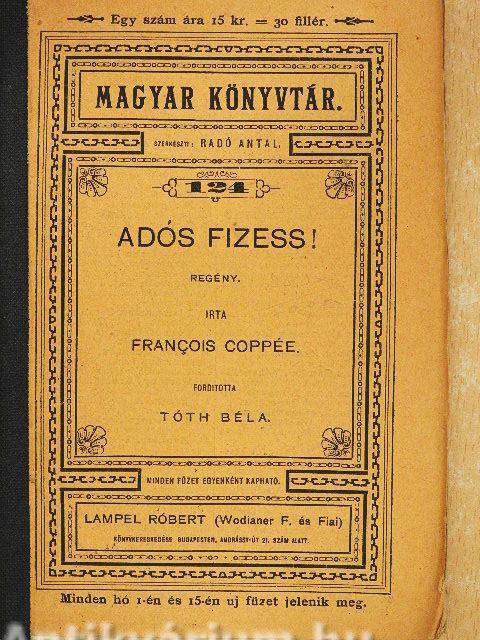 Egy szám ára 15 kr. = 30 fillér.
MAGYAR KÖNYVTÁR.
SZERKESZTI: RADÓ ANTAL.
124
ADÓS FIZESS!
REGÉNY.
IRTA
FRANÇOIS COPPÉE.
FORDITOTTA
TÓTH BÉLA.
MINDEN FÜZET EGYENKÉNT KAPHATÓ.
LAMPEL RÓBERT (Wodianer F. és Fiai)
KÖNYVKERESKEDÉSE BUDAPESTEN, ANDRÁSSY-ÚT 21. SZÁM ALATT.
Minden hó 1-én és 15-én uj füzet jelenik meg.
Antikvárium.hu